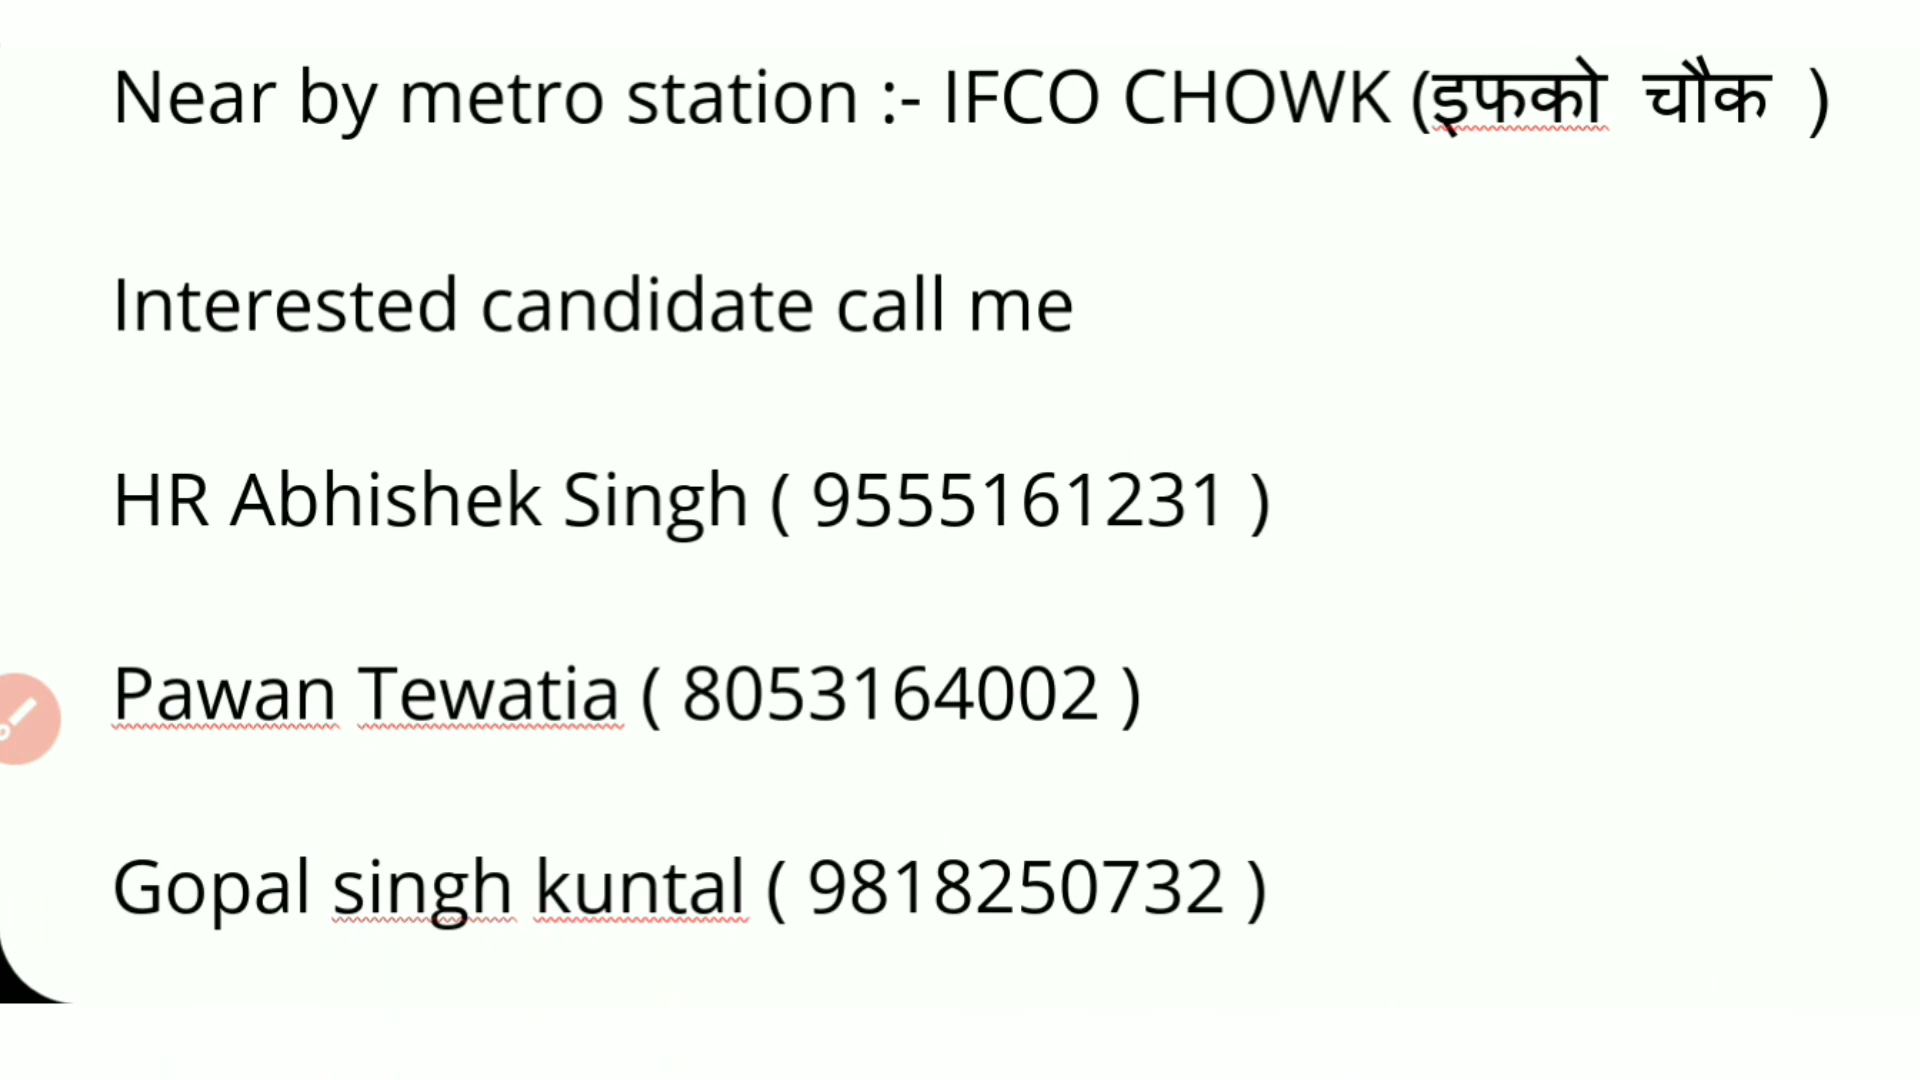 Near by metro station :- IFCO CHOWK (इफको चौक )
Interested candidate call me
HR Abhishek Singh ( 9555161231 )
Pawan Tewatia ( 8053164002 )
Gopal singh kuntal ( 9818250732 )